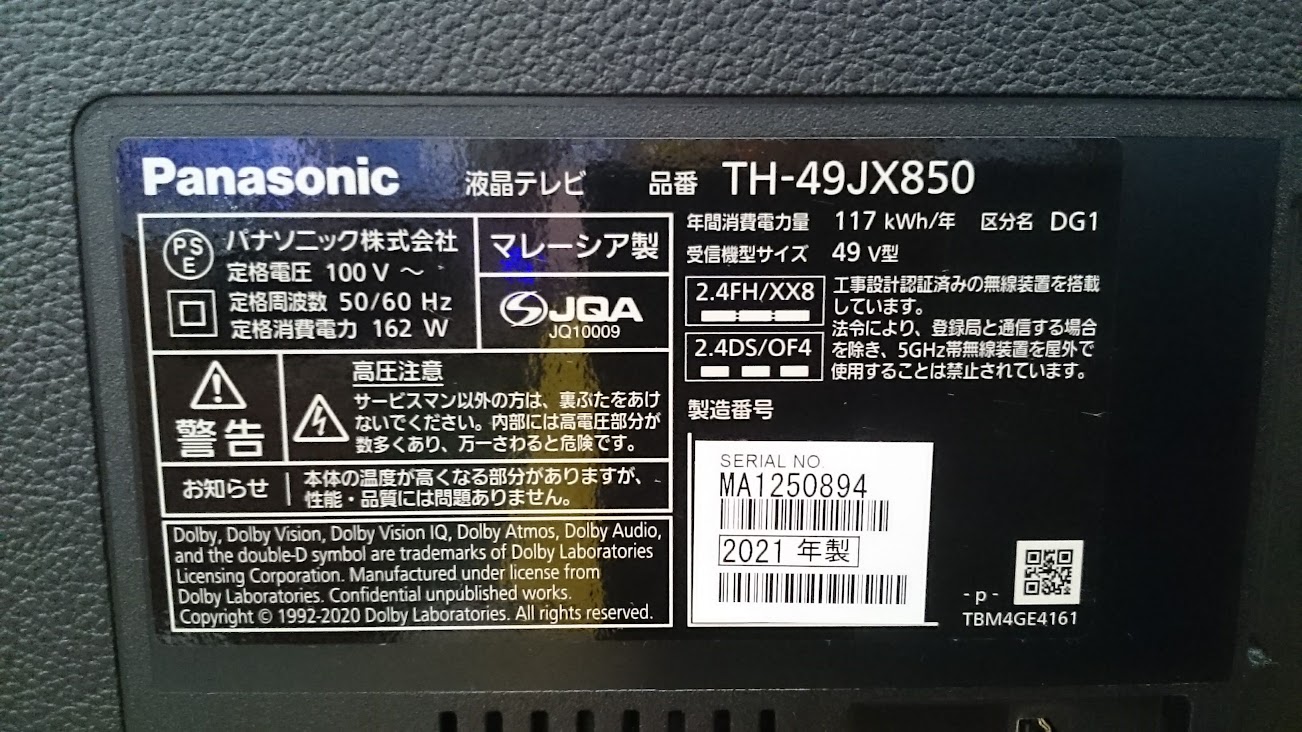 Panasonic 液晶テレビ 品番 TH-49JX850
PS
E
パナソニック株式会社
定格電圧 100 V ～
定格周波数 50/60 Hz
定格消費電力 162 W
マレーシア製
JQA
JQ10009
年間消費電力量 117 kWh/年 区分名 DG1
受信機型サイズ 49 V型
2.4FH/XX8
2.4DS/OF4
工事設計認証済みの無線装置を搭載
しています。
法令により、登録局と通信する場合
を除き、5GHz帯無線装置を屋外で
使用することは禁止されています。
警告
高圧注意
サービスマン以外の方は、裏ぶたをあけ
ないでください。内部には高電圧部分が
数多くあり、万一さわると危険です。
お知らせ
本体の温度が高くなる部分がありますが、
性能・品質には問題ありません。
Dolby, Dolby Vision, Dolby Vision IQ, Dolby Atmos, Dolby Audio,
and the double-D symbol are trademarks of Dolby Laboratories
Licensing Corporation. Manufactured under license from
Dolby Laboratories. Confidential unpublished works.
Copyright © 1992-2020 Dolby Laboratories. All rights reserved.
製造番号
SERIAL NO.
MA1250894
2021 年製
- p -
TBM4GE4161